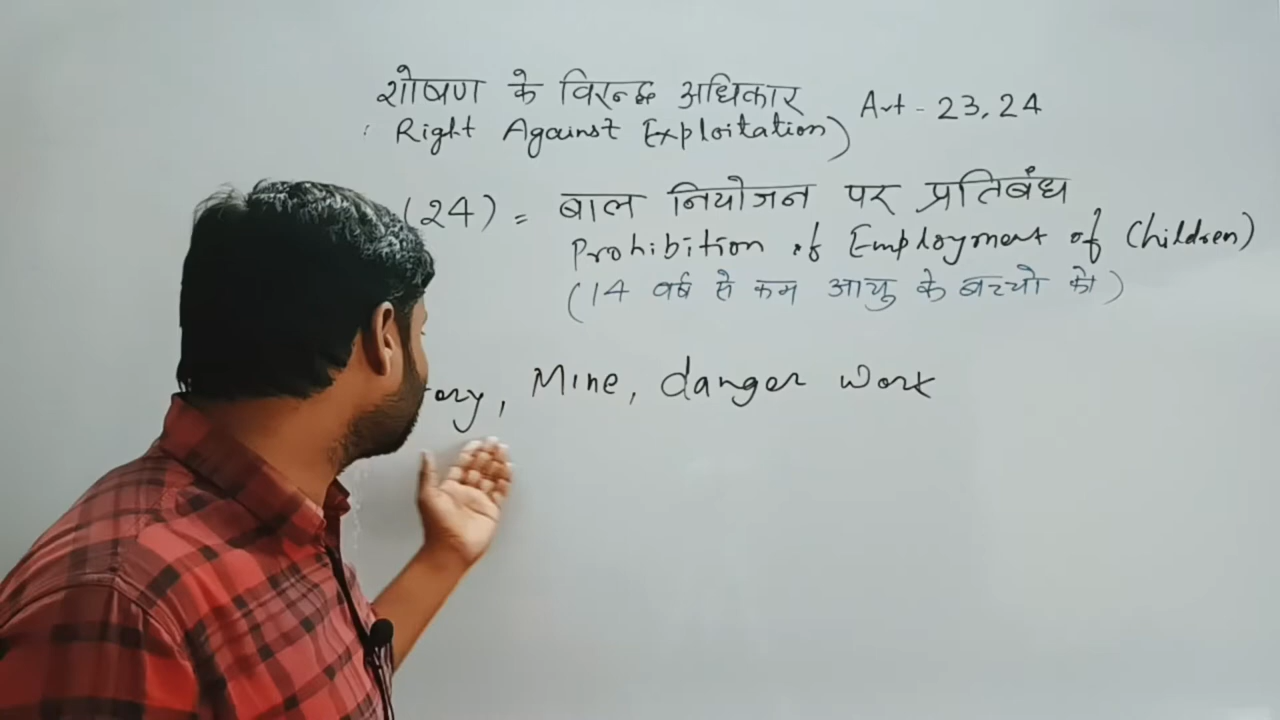 शोषण के विरुद्ध अधिकार Art - 23, 24
Right Against Exploitation)
(24) = बाल नियोजन पर प्रतिबंध
Prohibition of Employment of Children)
(14 वर्ष से कम आयु के बच्चो को)
, Mine, danger work